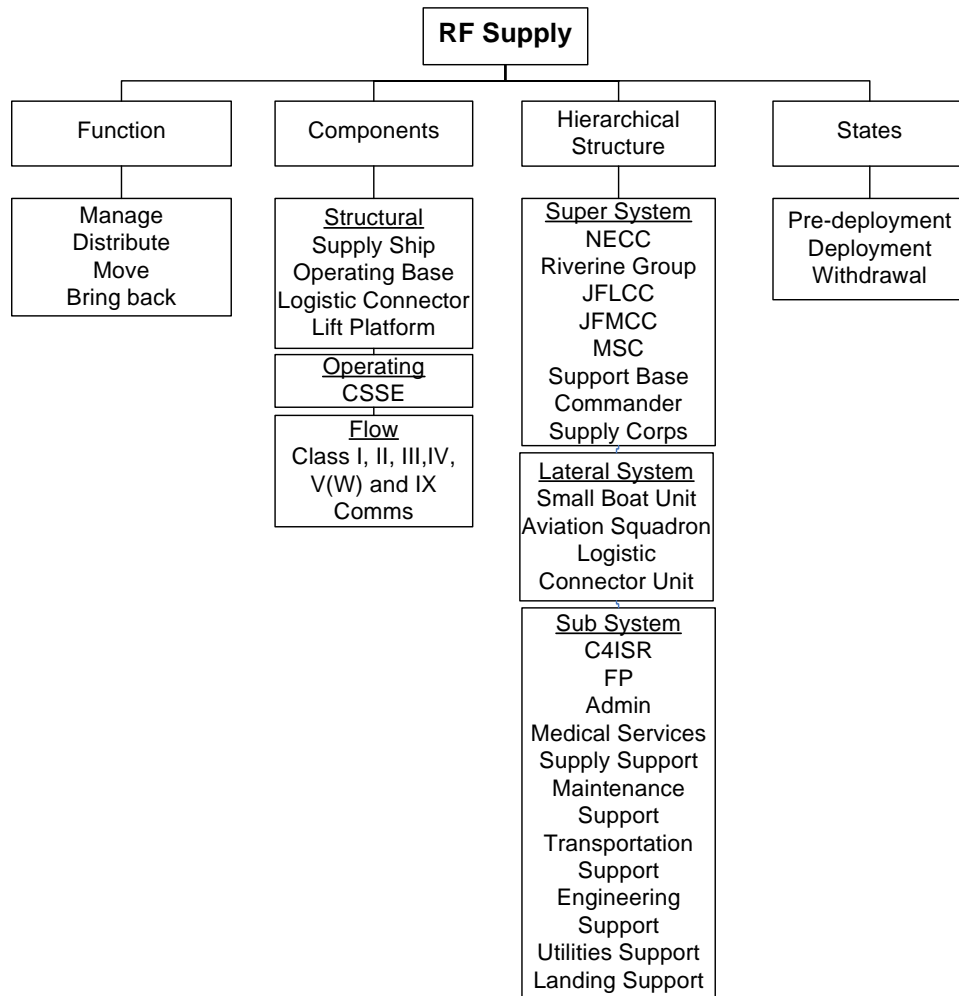 RF Supply
Function
Components
Hierarchical
Structure
States
Manage
Distribute
Move
Bring back
Structural
Supply Ship
Operating Base
Logistic Connector
Lift Platform
Operating
CSSE
Flow
Class I, II, III,IV,
V(W) and IX
Comms
Super System
NECC
Riverine Group
JFLCC
JFMCC
MSC
Support Base
Commander
Supply Corps
Lateral System
Small Boat Unit
Aviation Squadron
Logistic
Connector Unit
Sub System
C4ISR
FP
Admin
Medical Services
Supply Support
Maintenance
Support
Transportation
Support
Engineering
Support
Utilities Support
Landing Support
Pre-deployment
Deployment
Withdrawal